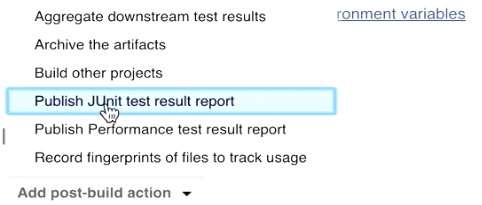 Aggregate downstream test results
ronment variables
Archive the artifacts
Build other projects
Publish JUnit test result report
Publish Performance test result report
Record fingerprints of files to track usage
Add post-build action